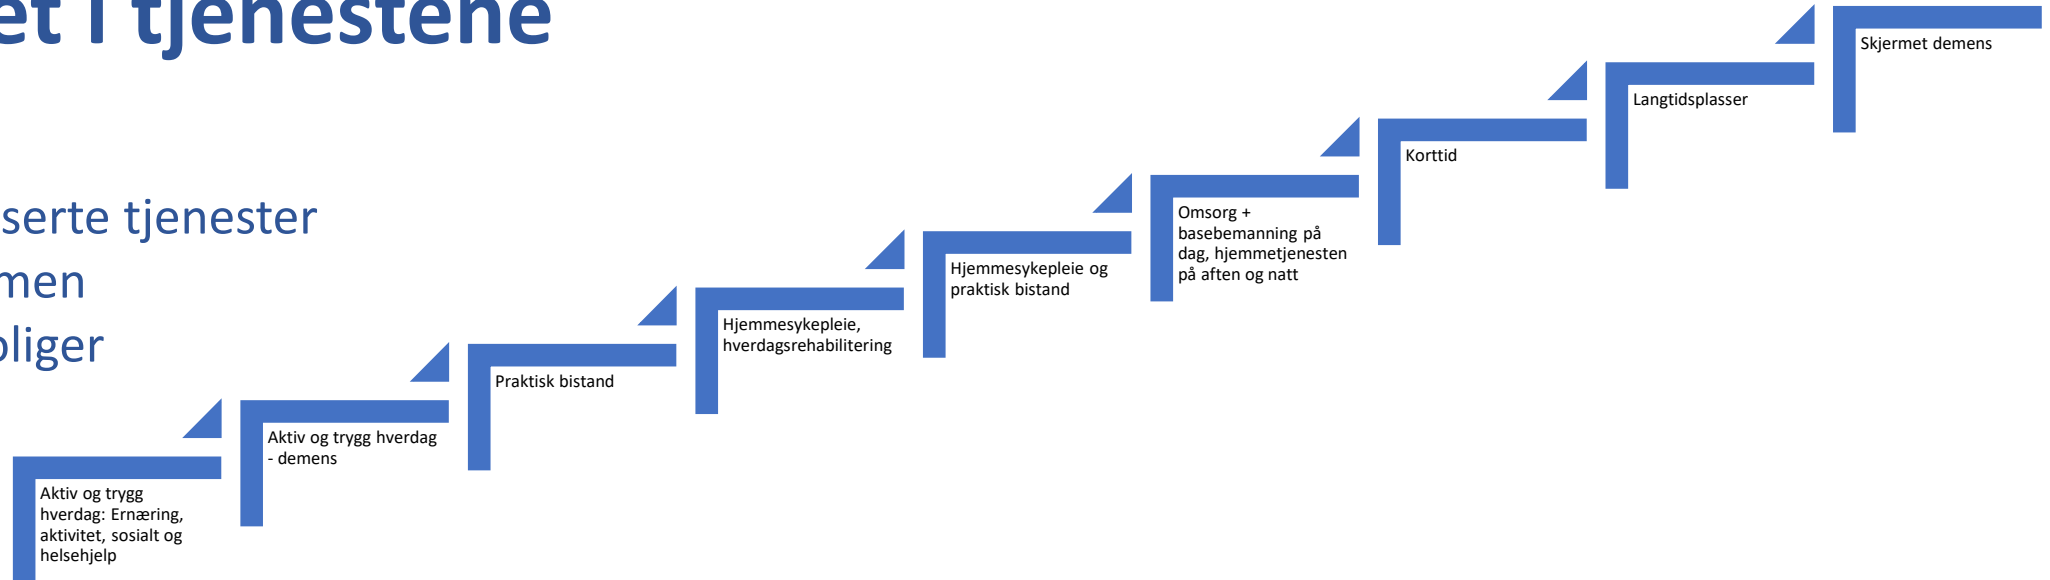 et i tjenestene
serte tjenester
men
oliger
Aktiv og trygg
hverdag: Ernæring,
aktivitet, sosialt og
helsehjelp
Aktiv og trygg hverdag
- demens
Praktisk bistand
Hjemmesykepleie,
hverdagsrehabilitering
Hjemmesykepleie og
praktisk bistand
Omsorg +
basebemanning på
dag, hjemmetjenesten
på aften og natt
Korttid
Langtidsplasser
Skjermet demens